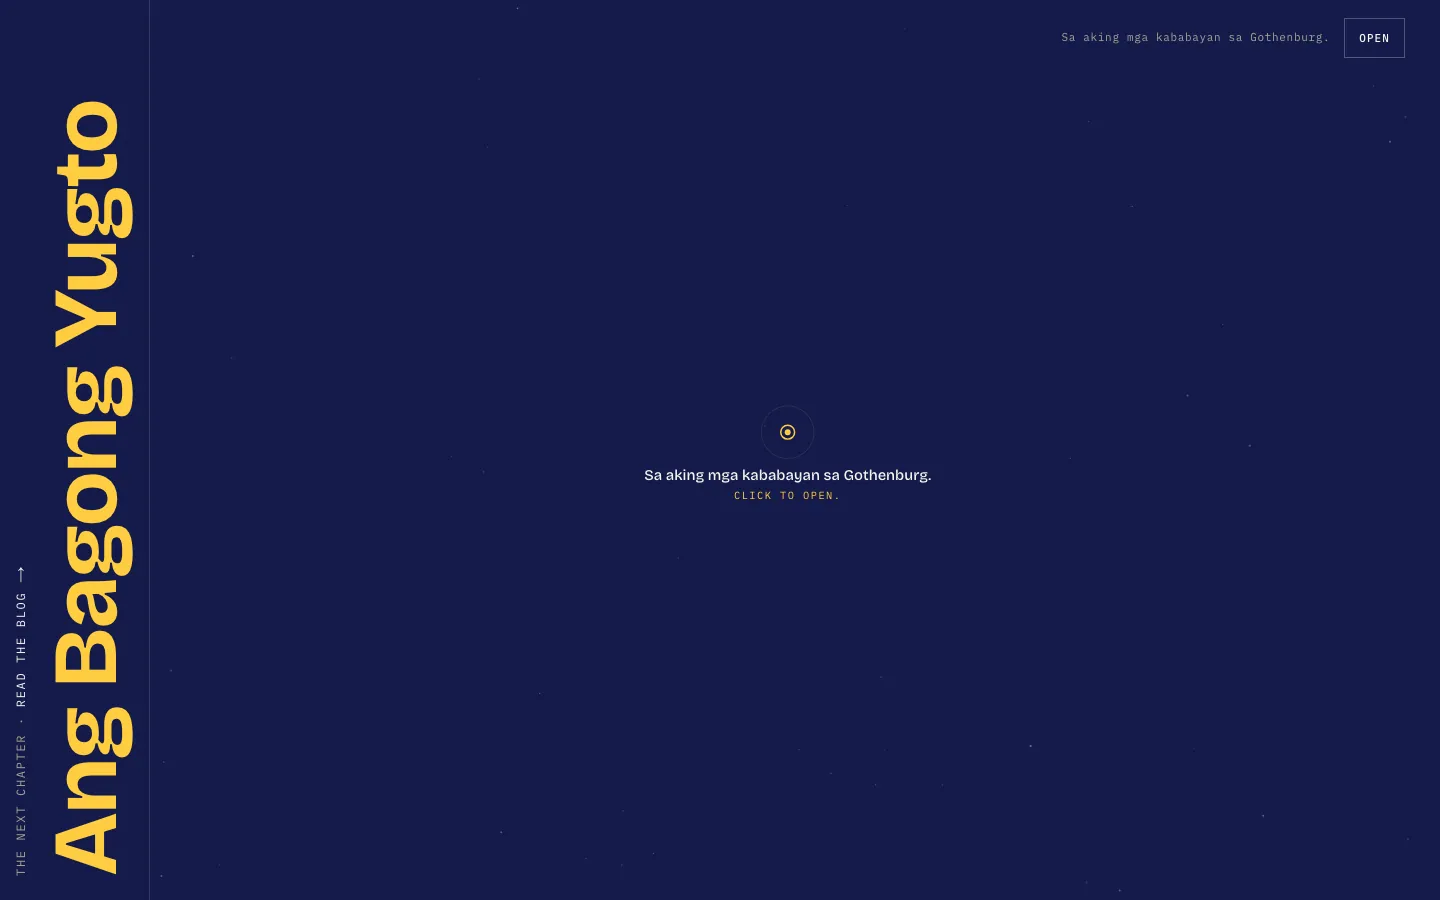 Ang Bagong Yugto
THE NEXT CHAPTER · READ THE BLOG →
Sa aking mga kababayan sa Gothenburg.
OPEN
Sa aking mga kababayan sa Gothenburg.
CLICK TO OPEN.